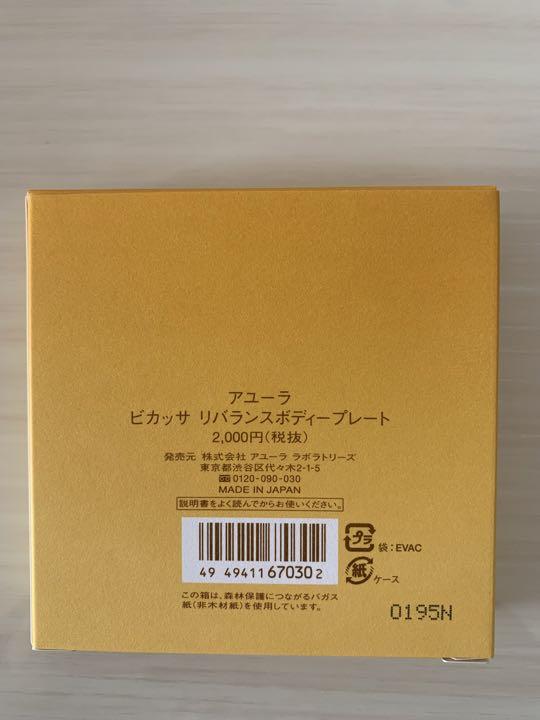 アユーラ
ビカッサ リバランスボディープレート
2,000円(税抜)
発売元 株式会社 アユーラ ラボラトリーズ
東京都渋谷区代々木2-1-5
0120-090-030
MADE IN JAPAN
説明書をよく読んでからお使いください。
プラ 袋:EVAC
紙 ケース
49 49411 67030 2
この箱は、森林保護につながるバガス
紙(非木材紙)を使用しています。
0195N